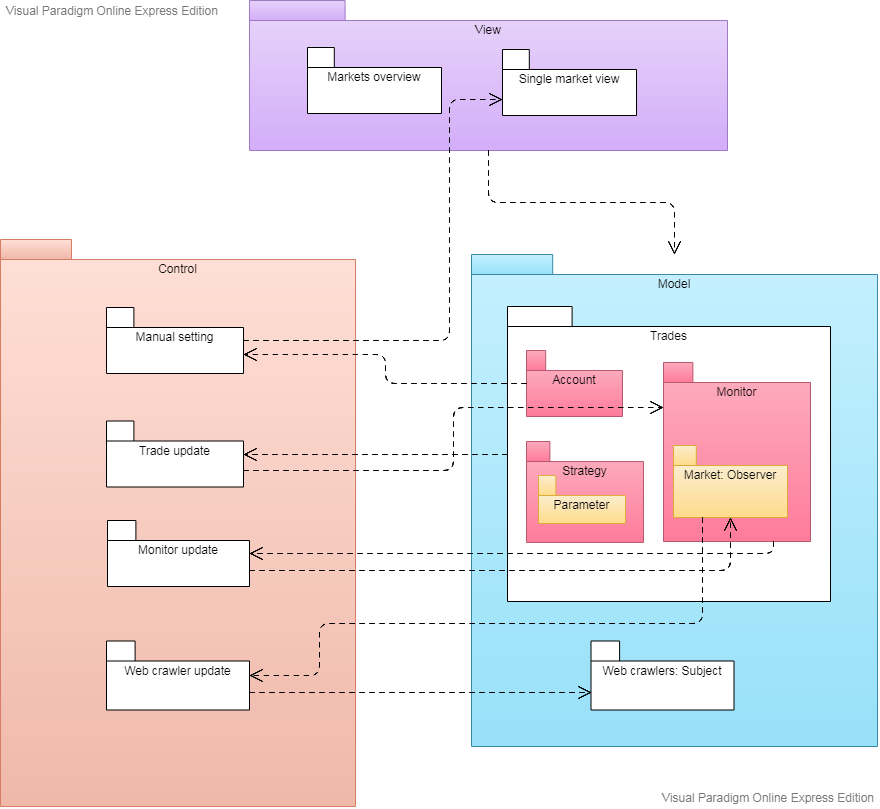 Visual Paradigm Online Express Edition
View
Markets overview
Single market view
Control
Manual setting
Trade update
Monitor update
Web crawler update
Model
Trades
Account
Monitor
Strategy
Parameter
Market: Observer
Web crawlers: Subject
Visual Paradigm Online Express Edition